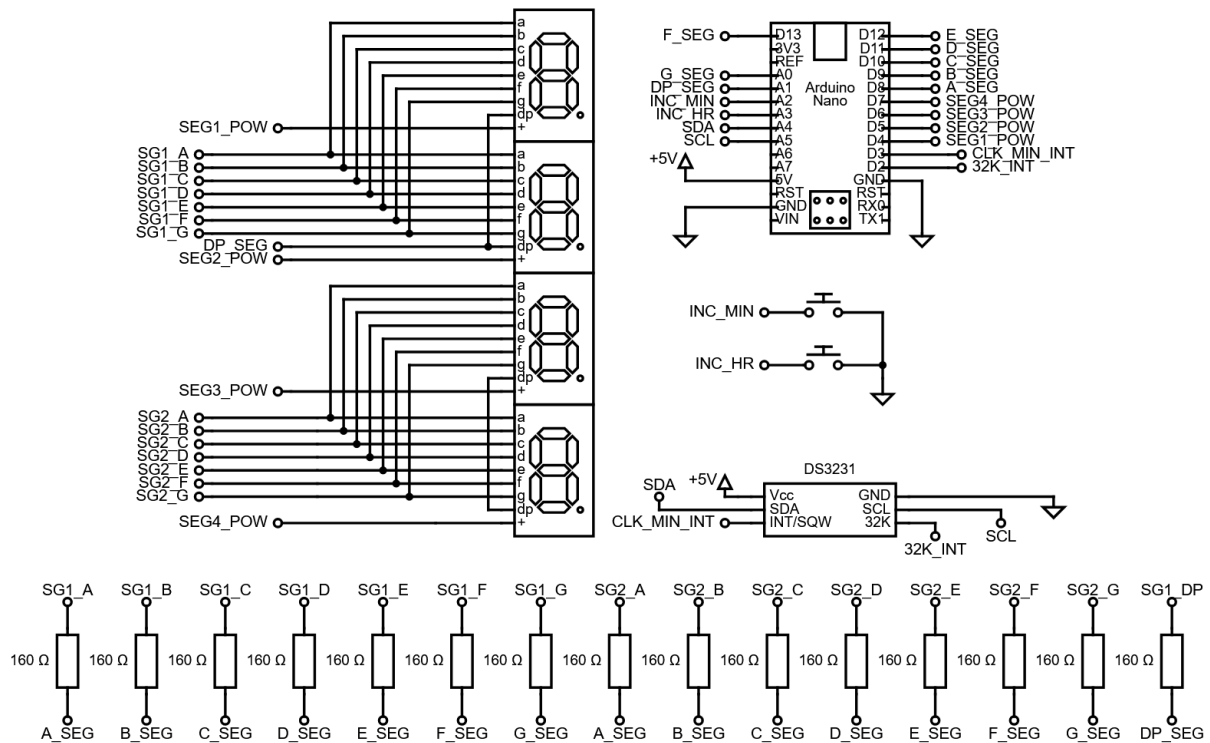 a
b
c
d
e
f
g
dp
+
SEG1_POW
SG1_A
SG1_B
SG1_C
SG1_D
SG1_E
SG1_F
SG1_G
DP_SEG
SEG2_POW
a
b
c
d
e
f
g
dp
+
a
b
c
d
e
f
g
dp
+
SEG3_POW
SG2_A
SG2_B
SG2_C
SG2_D
SG2_E
SG2_F
SG2_G
SEG4_POW
a
b
c
d
e
f
g
dp
+
F_SEG
G_SEG
DP_SEG
INC_MIN
INC_HR
SDA
SCL
+5V
D13
3V3
REF
A0
A1
A2
A3
A4
A5
A6
A7
5V
RST
GND
VIN
Arduino
Nano
D12
D11
D10
D9
D8
D7
D6
D5
D4
D3
D2
GND
RST
RX0
TX1
E_SEG
D_SEG
C_SEG
B_SEG
A_SEG
SEG4_POW
SEG3_POW
SEG2_POW
SEG1_POW
CLK_MIN_INT
32K_INT
INC_MIN
INC_HR
DS3231
SDA
+5V
CLK_MIN_INT
Vcc
SDA
INT/SQW
GND
SCL
32K
32K_INT
SCL
SG1_A SG1_B SG1_C SG1_D SG1_E SG1_F SG1_G SG2_A SG2_B SG2_C SG2_D SG2_E SG2_F SG2_G SG1_DP
160 Ω 160 Ω 160 Ω 160 Ω 160 Ω 160 Ω 160 Ω 160 Ω 160 Ω 160 Ω 160 Ω 160 Ω 160 Ω 160 Ω 160 Ω
A_SEG B_SEG C_SEG D_SEG E_SEG F_SEG G_SEG A_SEG B_SEG C_SEG D_SEG E_SEG F_SEG G_SEG DP_SEG